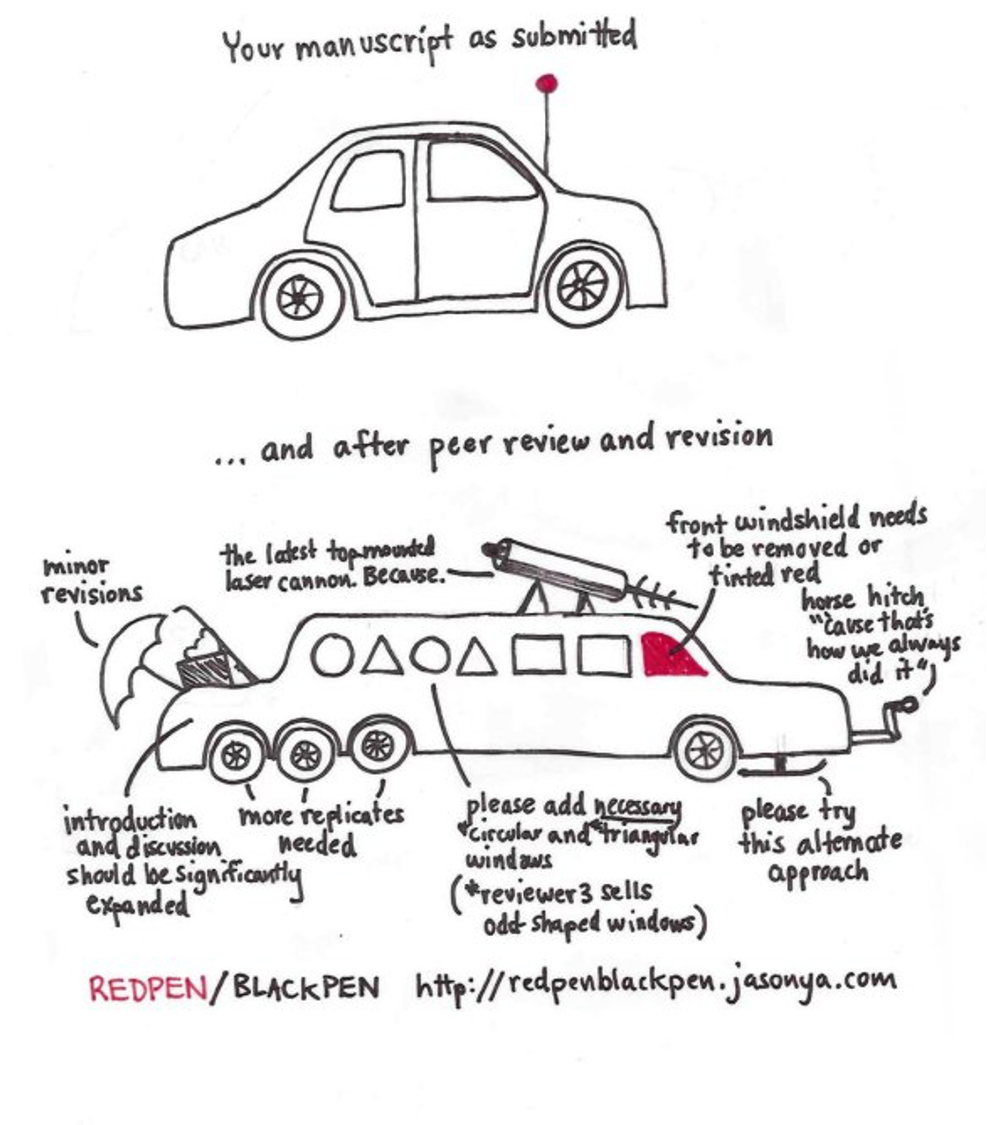 Your manuscript as submitted
... and after peer review and revision
minor
revisions
the latest top-mounted
laser cannon. Because.
front windshield needs
to be removed or
tinted red
horse hitch
"'cause that's
how we always
did it"
introduction
and discussion
should be significantly
expanded
more replicates
needed
please add necessary
*circular and *triangular
windows
(*reviewer 3 sells
odd shaped windows)
please try
this alternate
approach
REDPEN/BLACKPEN http://redpenblackpen.jasonya.com